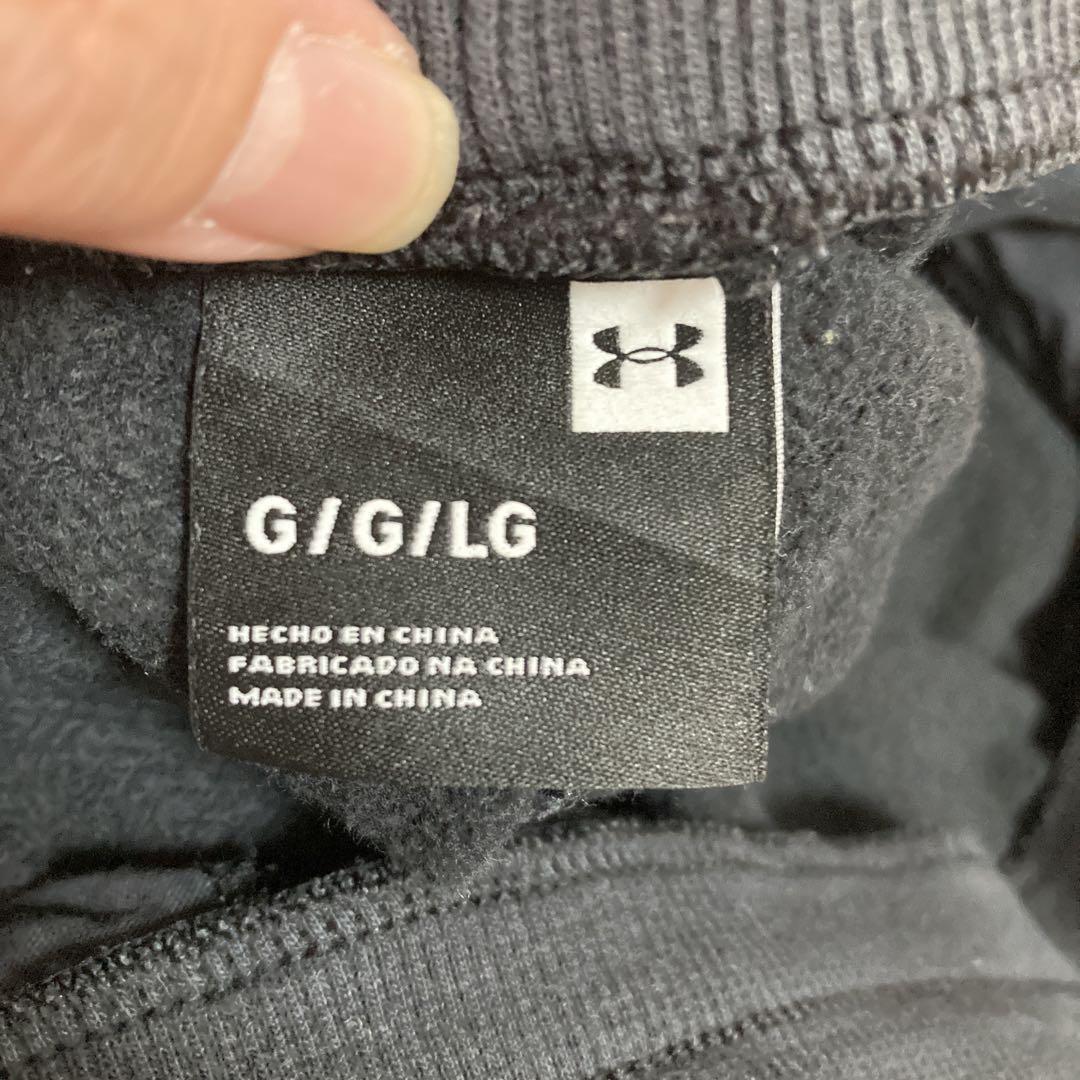 G/G/LG
HECHO EN CHINA
FABRICADO NA CHINA
MADE IN CHINA